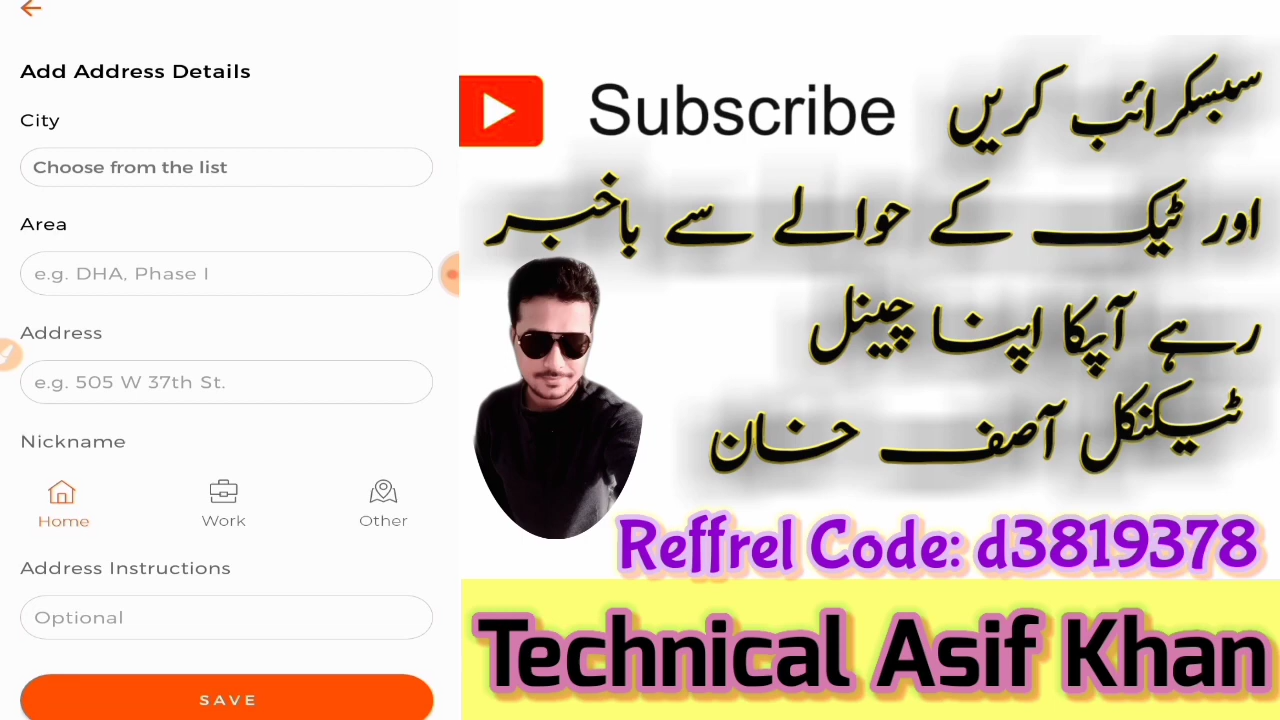 Add Address Details
City
Choose from the list
Area
e.g. DHA, Phase I
Address
e.g. 505 W 37th St.
Nickname
Home Work Other
Address Instructions
Optional
SAVE
Subscribe سبسکرائب کریں
اور ٹیک کے حوالے سے باخبر
رہے آپکا اپنا چینل
ٹیکنکل آصف خان
Reffrel Code: d3819378
Technical Asif Khan